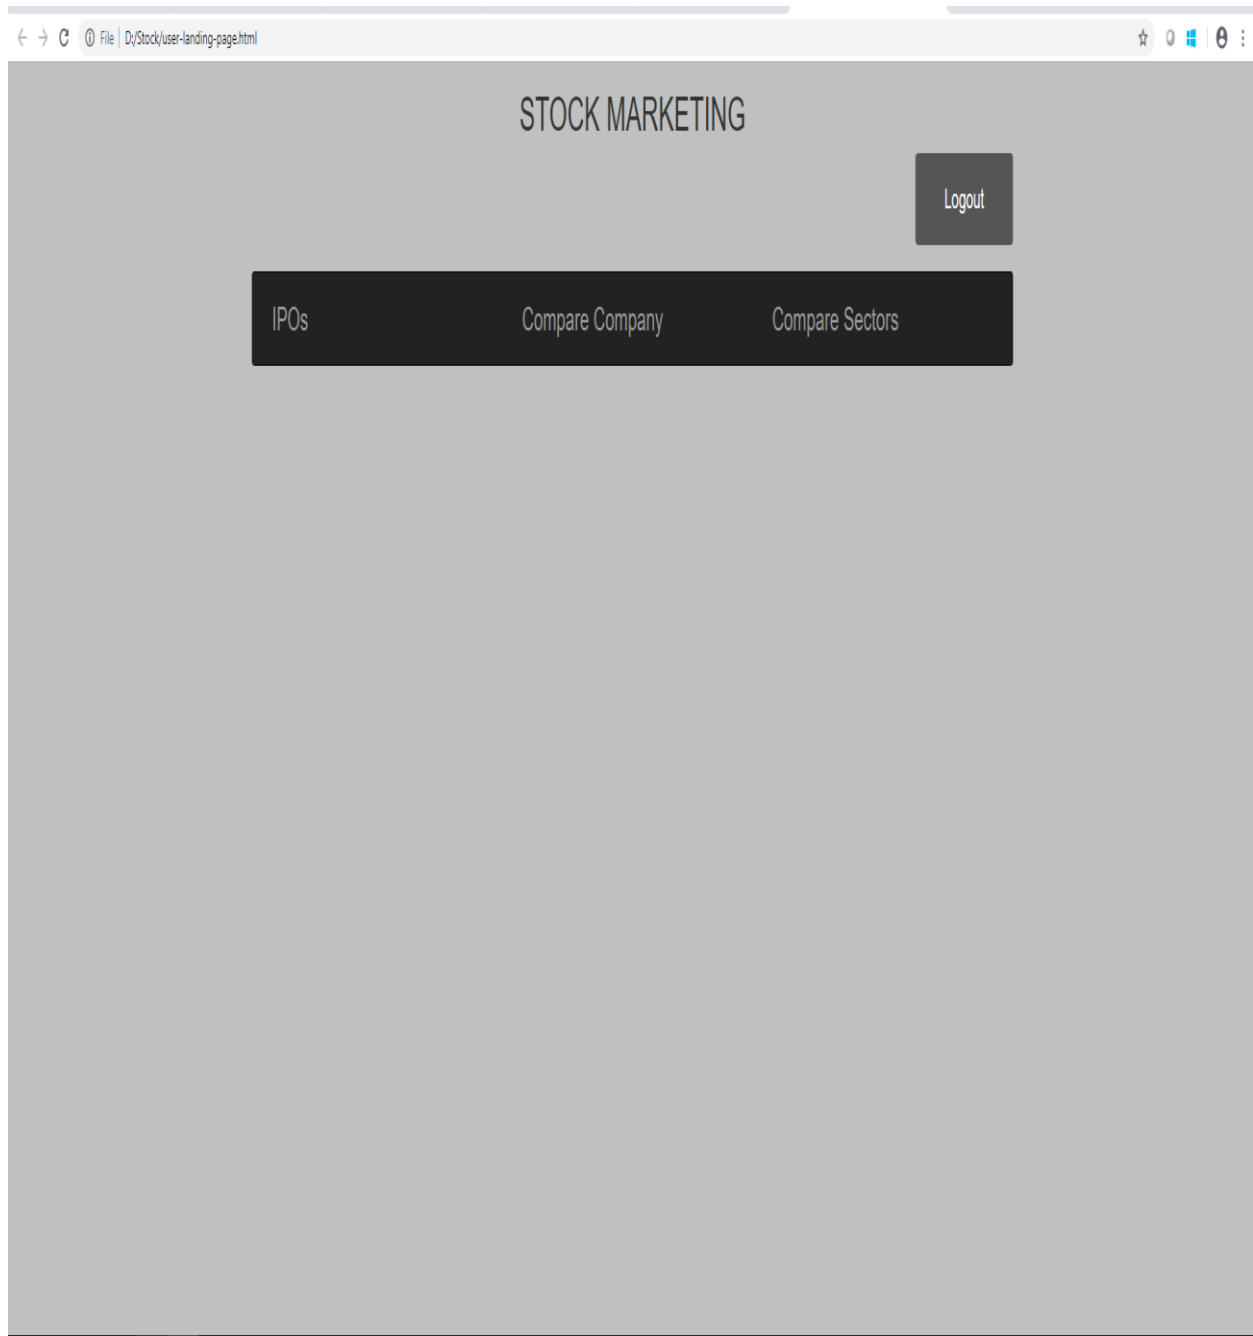 File | D:/Stock/user-landing-page.html
STOCK MARKETING
Logout
IPOs Compare Company Compare Sectors